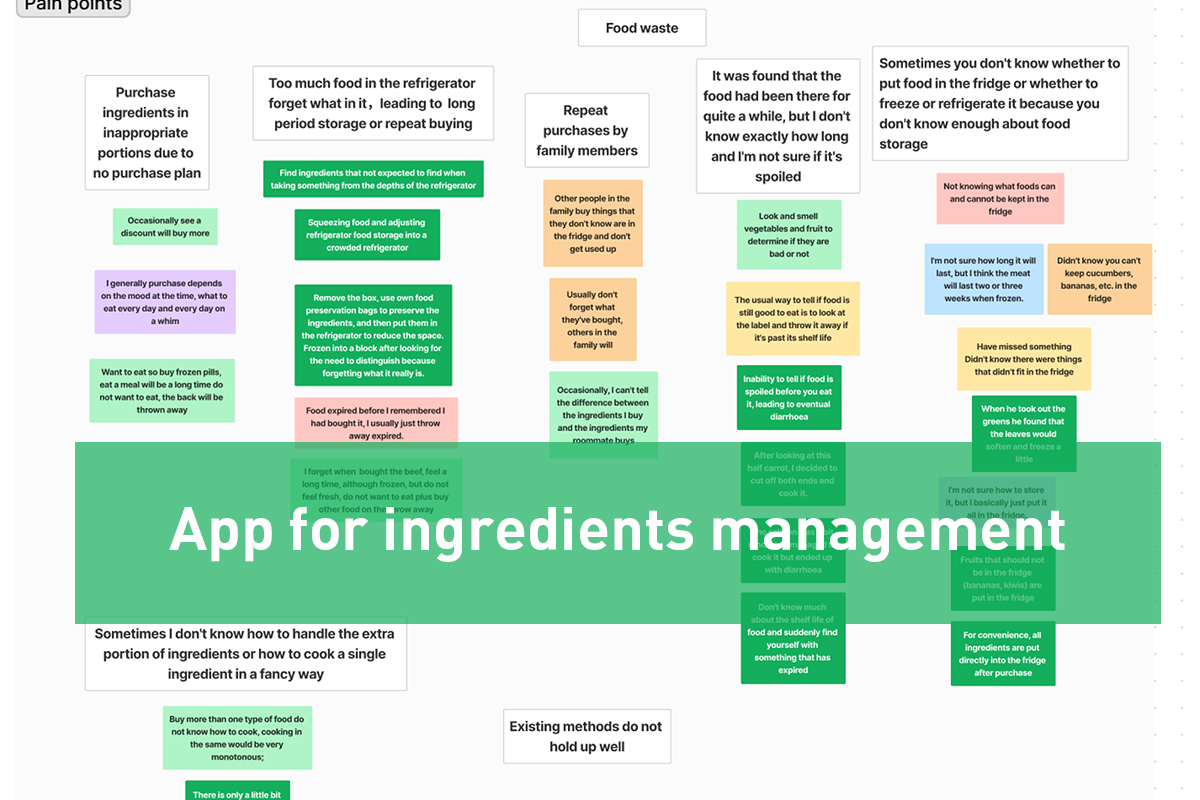 Pain points
Food waste
Purchase
ingredients in
inappropriate
portions due to
no purchase plan
Occasionally see a
discount will buy more
I generally purchase depends
on the mood at the time, what to
eat every day and every day on
a whim
Want to eat so buy frozen pills,
eat a meal will be a long time do
not want to eat, the back will be
thrown away
Too much food in the refrigerator
forget what in it，leading to long
period storage or repeat buying
Find ingredients that not expected to find when
taking something from the depths of the refrigerator
Squeezing food and adjusting
refrigerator food storage into a
crowded refrigerator
Remove the box, use own food
preservation bags to preserve the
ingredients, and then put them in
the refrigerator to reduce the space.
Frozen into a block after looking for
the need to distinguish because
forgetting what it really is.
Food expired before I remembered I
had bought it, I usually just throw
away expired.
I forget when bought the beef, feel a
long time, although frozen, but do not
feel fresh, do not want to eat plus buy
other food on the throw away
Repeat
purchases by
family members
Other people in the
family buy things that
they don't know are in
the fridge and don't
get used up
Usually don't
forget what
they've bought,
others in the
family will
Occasionally, I can't tell
the difference between
the ingredients I buy
and the ingredients my
roommate buys
It was found that the
food had been there for
quite a while, but I don't
know exactly how long
and I'm not sure if it's
spoiled
Look and smell
vegetables and fruit to
determine if they are
bad or not
The usual way to tell if food is
still good to eat is to look at
the label and throw it away if
it's past its shelf life
Inability to tell if food is
spoiled before you eat
it, leading to eventual
diarrhoea
After looking at this
half carrot, I decided to
cut off both ends and
cook it.
cook it but ended up
with diarrhoea
Don't know much
about the shelf life of
food and suddenly find
yourself with
something that has
expired
Sometimes you don't know whether to
put food in the fridge or whether to
freeze or refrigerate it because you
don't know enough about food
storage
Not knowing what foods can
and cannot be kept in the
fridge
I'm not sure how long it will
last, but I think the meat
will last two or three
weeks when frozen.
Didn't know you can't
keep cucumbers,
bananas, etc. in the
fridge
Have missed something
Didn't know there were things
that didn't fit in the fridge
When he took out the
greens he found that
the leaves would
soften and freeze a
little
I'm not sure how to store
it, but I basically just put it
all in the fridge,
Fruits that should not
be in the fridge
(bananas, kiwis) are
put in the fridge
For convenience, all
ingredients are put
directly into the fridge
after purchase
App for ingredients management
Sometimes I don't know how to handle the extra
portion of ingredients or how to cook a single
ingredient in a fancy way
Buy more than one type of food do
not know how to cook, cooking in
the same would be very
monotonous;
There is only a little bit
Existing methods do not
hold up well